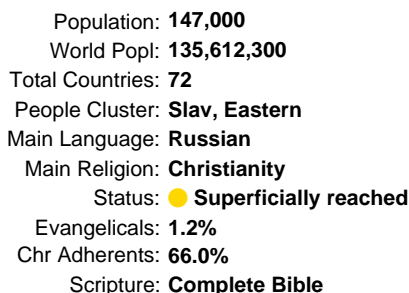 Population: 147,000
World Popl: 135,612,300
Total Countries: 72
People Cluster: Slav, Eastern
Main Language: Russian
Main Religion: Christianity
Status: Superficially reached
Evangelicals: 1.2%
Chr Adherents: 66.0%
Scripture: Complete Bible